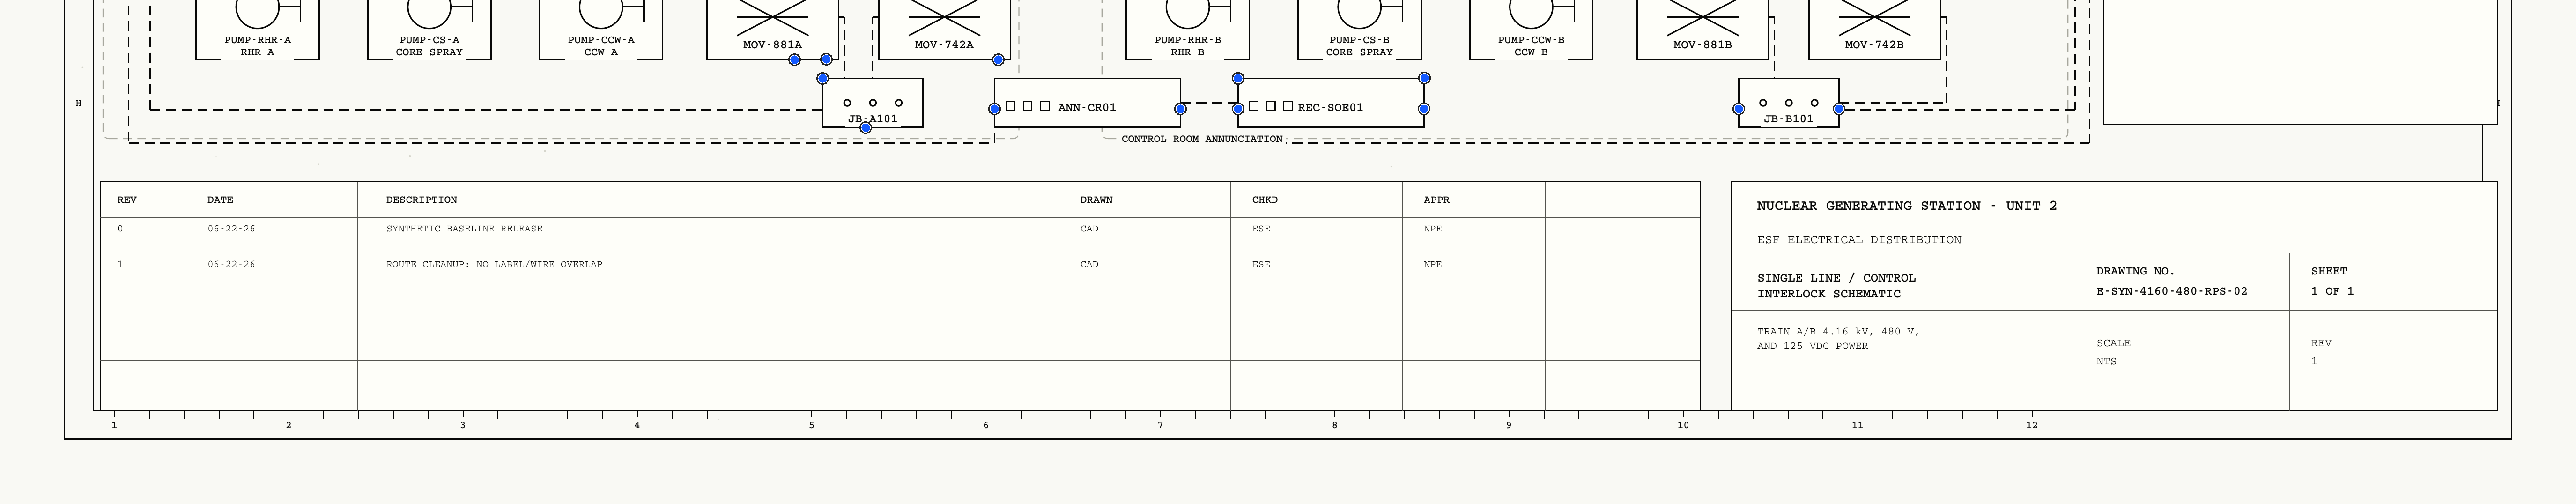 PUMP-RHR-A
RHR A
PUMP-CS-A
CORE SPRAY
PUMP-CCW-A
CCW A
MOV-881A
MOV-742A
PUMP-RHR-B
RHR B
PUMP-CS-B
CORE SPRAY
PUMP-CCW-B
CCW B
MOV-881B
MOV-742B
H
JB-A101
ANN-CR01
REC-SOE01
JB-B101
CONTROL ROOM ANNUNCIATION
REV DATE DESCRIPTION DRAWN CHKD APPR
0 06-22-26 SYNTHETIC BASELINE RELEASE CAD ESE NPE
1 06-22-26 ROUTE CLEANUP: NO LABEL/WIRE OVERLAP CAD ESE NPE
NUCLEAR GENERATING STATION - UNIT 2
ESF ELECTRICAL DISTRIBUTION
SINGLE LINE / CONTROL
INTERLOCK SCHEMATIC
DRAWING NO.
E-SYN-4160-480-RPS-02
SHEET
1 OF 1
TRAIN A/B 4.16 kV, 480 V,
AND 125 VDC POWER
SCALE
NTS
REV
1
1 2 3 4 5 6 7 8 9 10 11 12